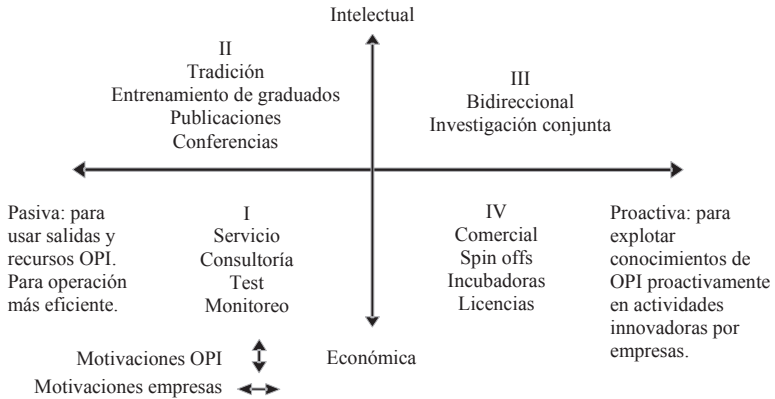 Intelectual
II
Tradición
Entrenamiento de graduados
Publicaciones
Conferencias
III
Bidireccional
Investigación conjunta
Pasiva: para
usar salidas y
recursos OPI.
Para operación
más eficiente.
I
Servicio
Consultoría
Test
Monitoreo
IV
Comercial
Spin offs
Incubadoras
Licencias
Proactiva: para
explotar
conocimientos de
OPI proactivamente
en actividades
innovadoras por
empresas.
Motivaciones OPI
Motivaciones empresas
Económica